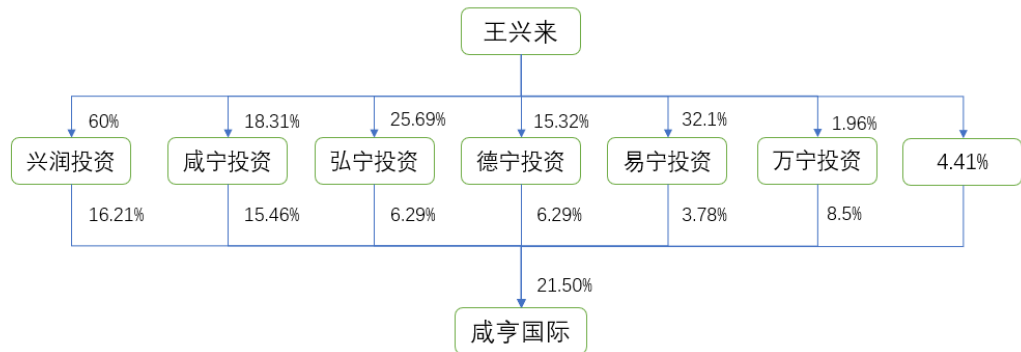 王兴来
60% 18.31% 25.69% 15.32% 32.1% 1.96%
兴润投资 咸宁投资 弘宁投资 德宁投资 易宁投资 万宁投资 4.41%
16.21% 15.46% 6.29% 6.29% 3.78% 8.5%
21.50%
咸亨国际